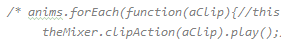 /* anims.forEach(function(aClip){//this
theMixer.clipAction(aClip).play();